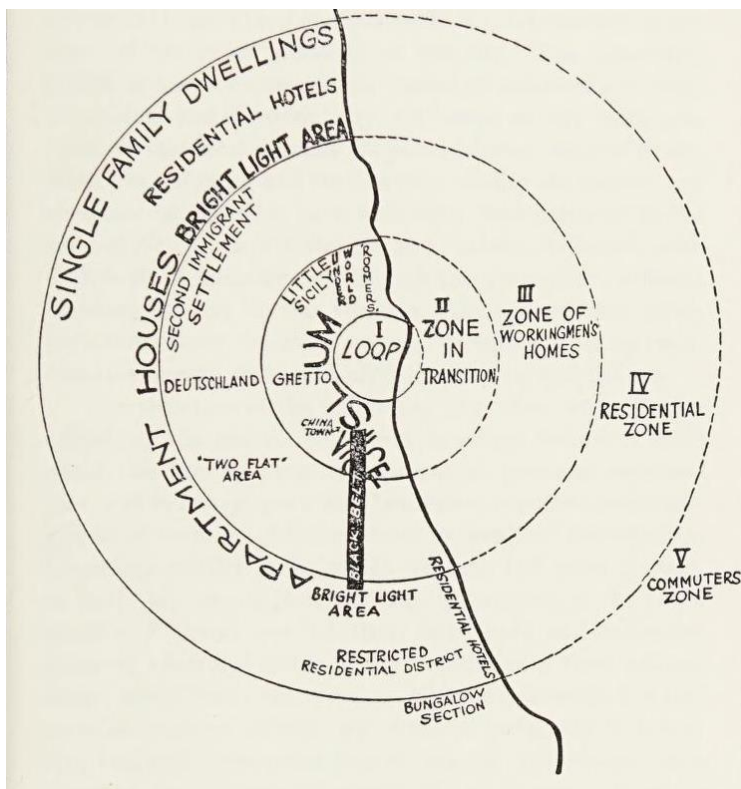 SINGLE FAMILY DWELLINGS
RESIDENTIAL HOTELS
BRIGHT LIGHT AREA
SECOND IMMIGRANT
SETTLEMENT
APARTMENT HOUSES
LITTLE
SICILY
UNDER
WORLD
ROOMERS
I
LOOP
II
ZONE
IN
TRANSITION
III
ZONE OF
WORKINGMEN'S
HOMES
IV
RESIDENTIAL
ZONE
V
COMMUTERS
ZONE
DEUTSCHLAND
GHETTO
SLUM
CHINA
TOWN
VICE
"TWO FLAT"
AREA
BLACK BELT
BRIGHT LIGHT
AREA
RESIDENTIAL HOTELS
RESTRICTED
RESIDENTIAL DISTRICT
BUNGALOW
SECTION